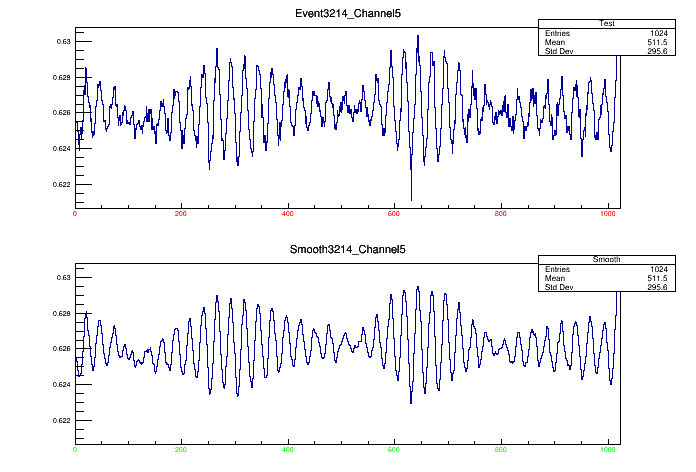 Event3214_Channel5
Test
Entries 1024
Mean 511.5
Std Dev 295.6
0.63
0.628
0.626
0.624
0.622
0 200 400 600 800 1000
Smooth3214_Channel5
Smooth
Entries 1024
Mean 511.5
Std Dev 295.6
0.63
0.628
0.626
0.624
0.622
0 200 400 600 800 1000